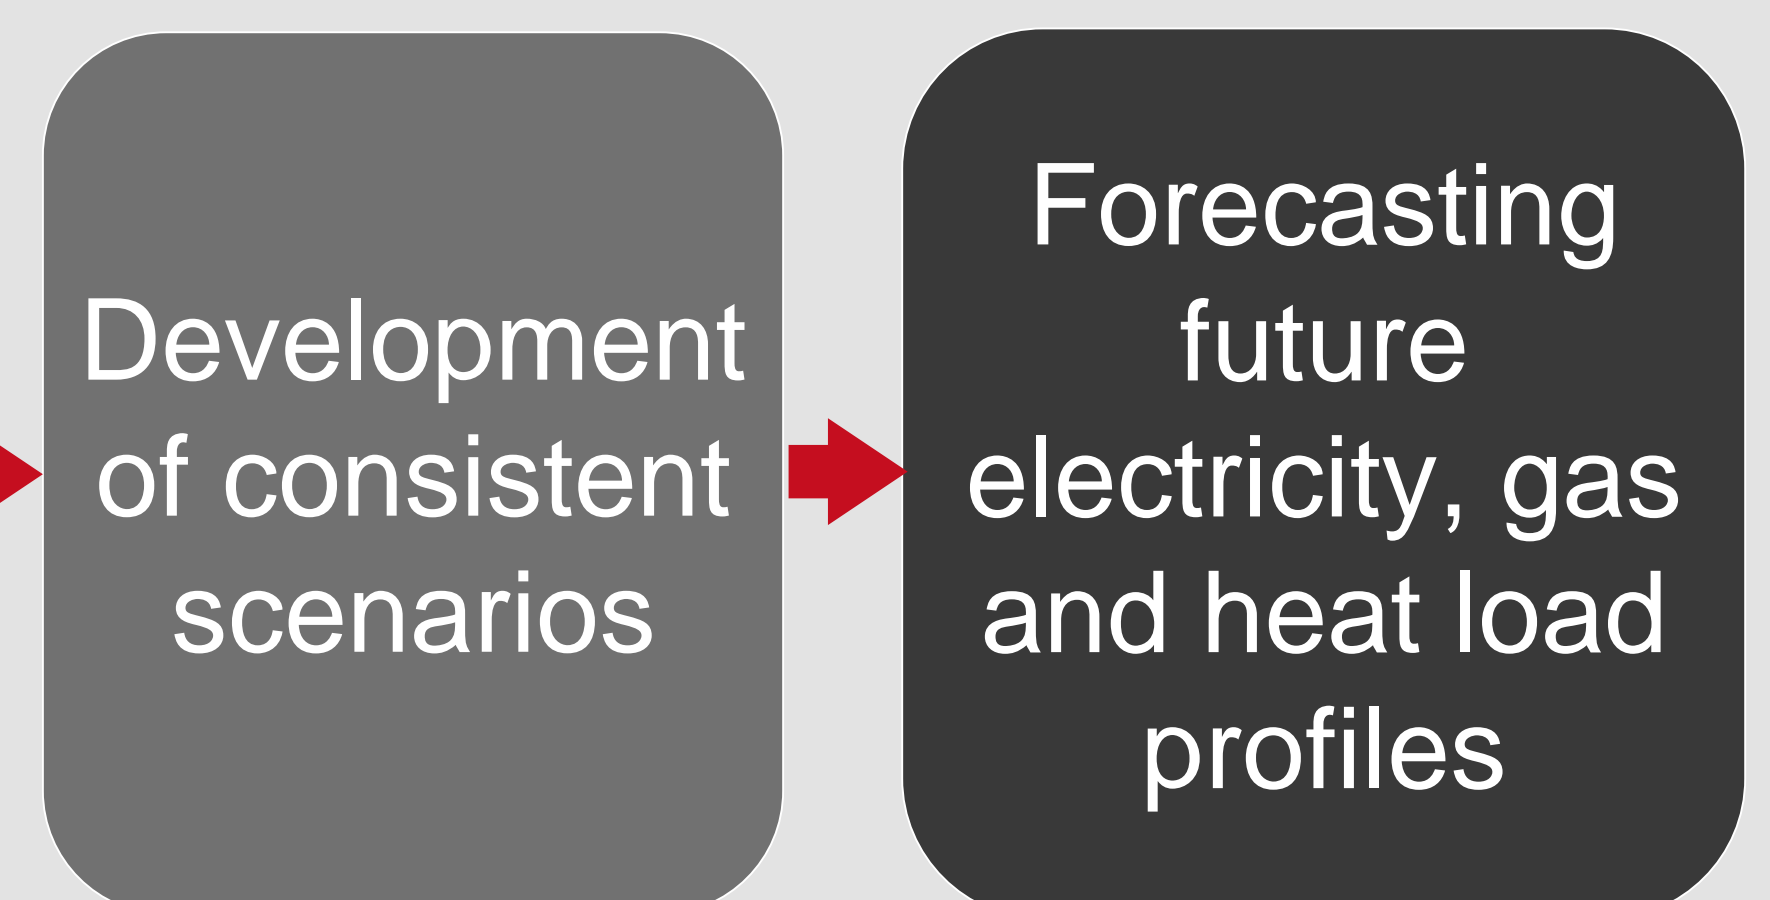 Development
of consistent
scenarios
Forecasting
future
electricity, gas
and heat load
profiles